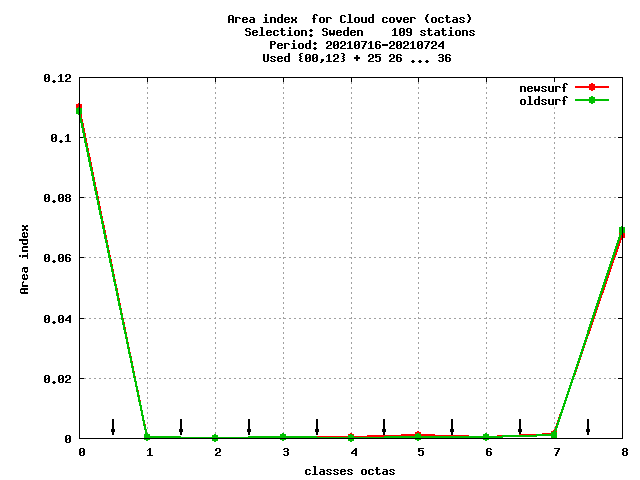 Area index  for Cloud cover (octas)
Selection: Sweden    109 stations
Period: 20210716-20210724
Used {00,12} + 25 26 ... 36
newsurf
oldsurf
0.12
0.1
0.08
0.06
0.04
0.02
0
Area index
0 1 2 3 4 5 6 7 8
classes octas